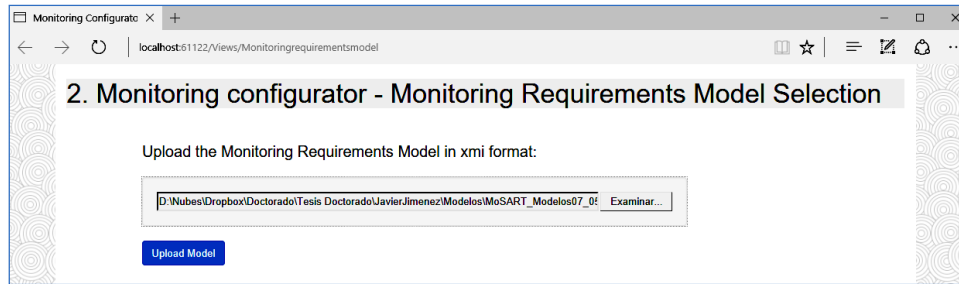 Monitoring Configurato
localhost:61122/Views/Monitoringrequirementsmodel
2. Monitoring configurator - Monitoring Requirements Model Selection
Upload the Monitoring Requirements Model in xmi format:
D:\Nubes\Dropbox\Doctorado\Tesis Doctorado\JavierJimenez\Modelos\MoSART_Modelos07_05 Examinar...
Upload Model